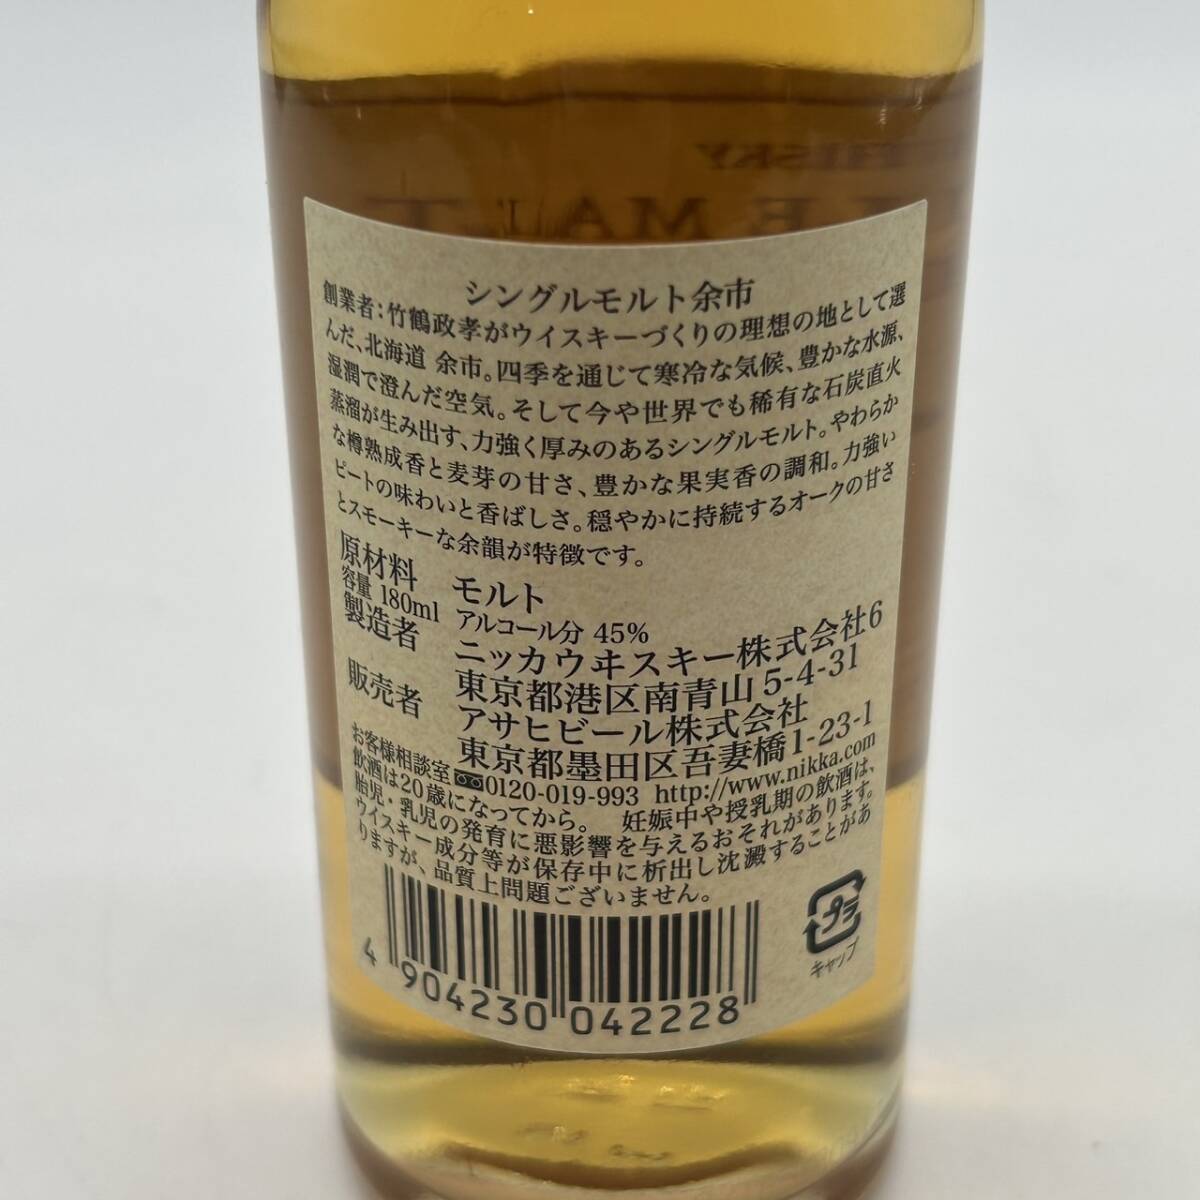 シングルモルト余市
創業者:竹鶴政孝がウイスキーづくりの理想の地として選
んだ、北海道 余市。四季を通じて寒冷な気候、豊かな水源、
湿潤で澄んだ空気。そして今や世界でも稀有な石炭直火
蒸溜が生み出す、力強く厚みのあるシングルモルト。やわらか
な樽熟成香と麦芽の甘さ、豊かな果実香の調和。力強い
ピートの味わいと香ばしさ。穏やかに持続するオークの甘さ
とスモーキーな余韻が特徴です。
原材料 モルト
容量 180ml アルコール分 45%
製造者 ニッカウヰスキー株式会社6
東京都港区南青山5-4-31
販売者 アサヒビール株式会社
東京都墨田区吾妻橋1-23-1
お客様相談室 0120-019-993 http://www.nikka.com
飲酒は20歳になってから。 妊娠中や授乳期の飲酒は、
胎児・乳児の発育に悪影響を与えるおそれがあります。
ウイスキー成分等が保存中に析出し沈澱することがあ
りますが、品質上問題ございません。
プラ
キャップ
4 904230 042228